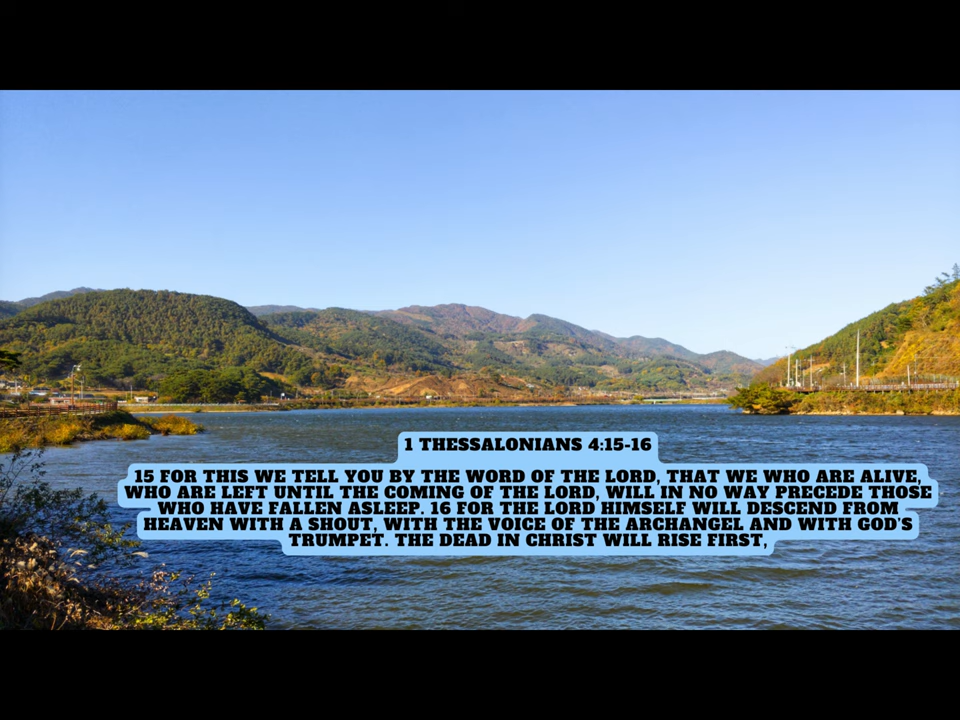 1 THESSALONIANS 4:15-16
15 FOR THIS WE TELL YOU BY THE WORD OF THE LORD, THAT WE WHO ARE ALIVE,
WHO ARE LEFT UNTIL THE COMING OF THE LORD, WILL IN NO WAY PRECEDE THOSE
WHO HAVE FALLEN ASLEEP. 16 FOR THE LORD HIMSELF WILL DESCEND FROM
HEAVEN WITH A SHOUT, WITH THE VOICE OF THE ARCHANGEL AND WITH GOD'S
TRUMPET. THE DEAD IN CHRIST WILL RISE FIRST,